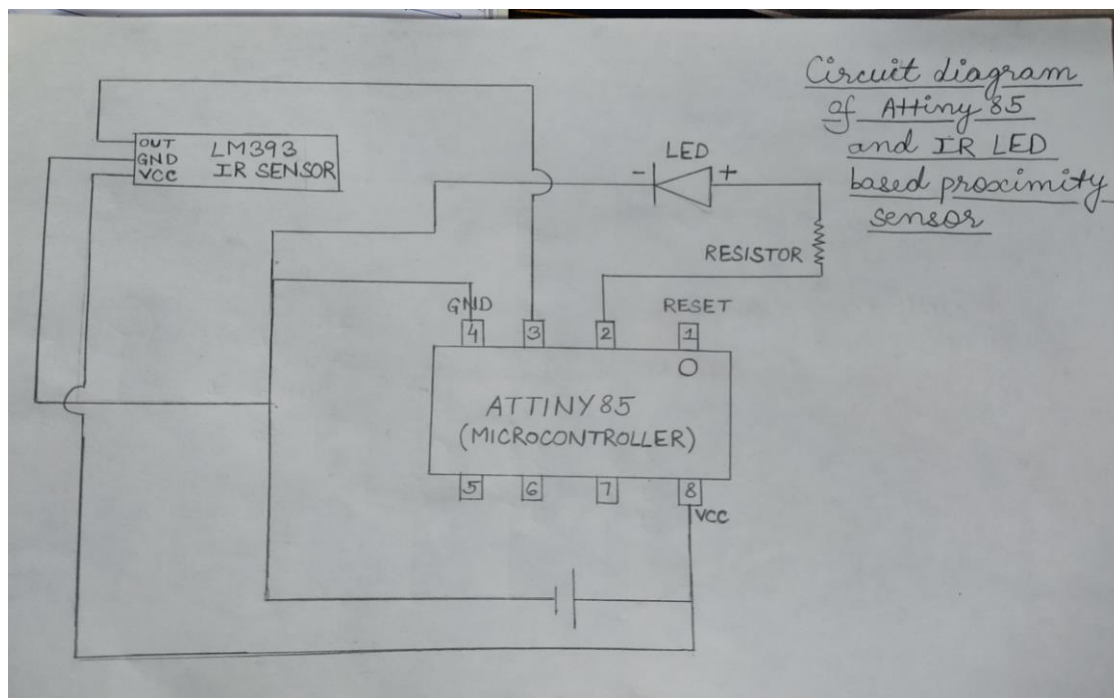 Circuit diagram
of Attiny 85
and IR LED
based proximity
sensor
OUT
GND
VCC
LM393
IR SENSOR
LED
- +
RESISTOR
GND
RESET
4 3 2 1
ATTINY85
(MICROCONTROLLER)
5 6 7 8
VCC